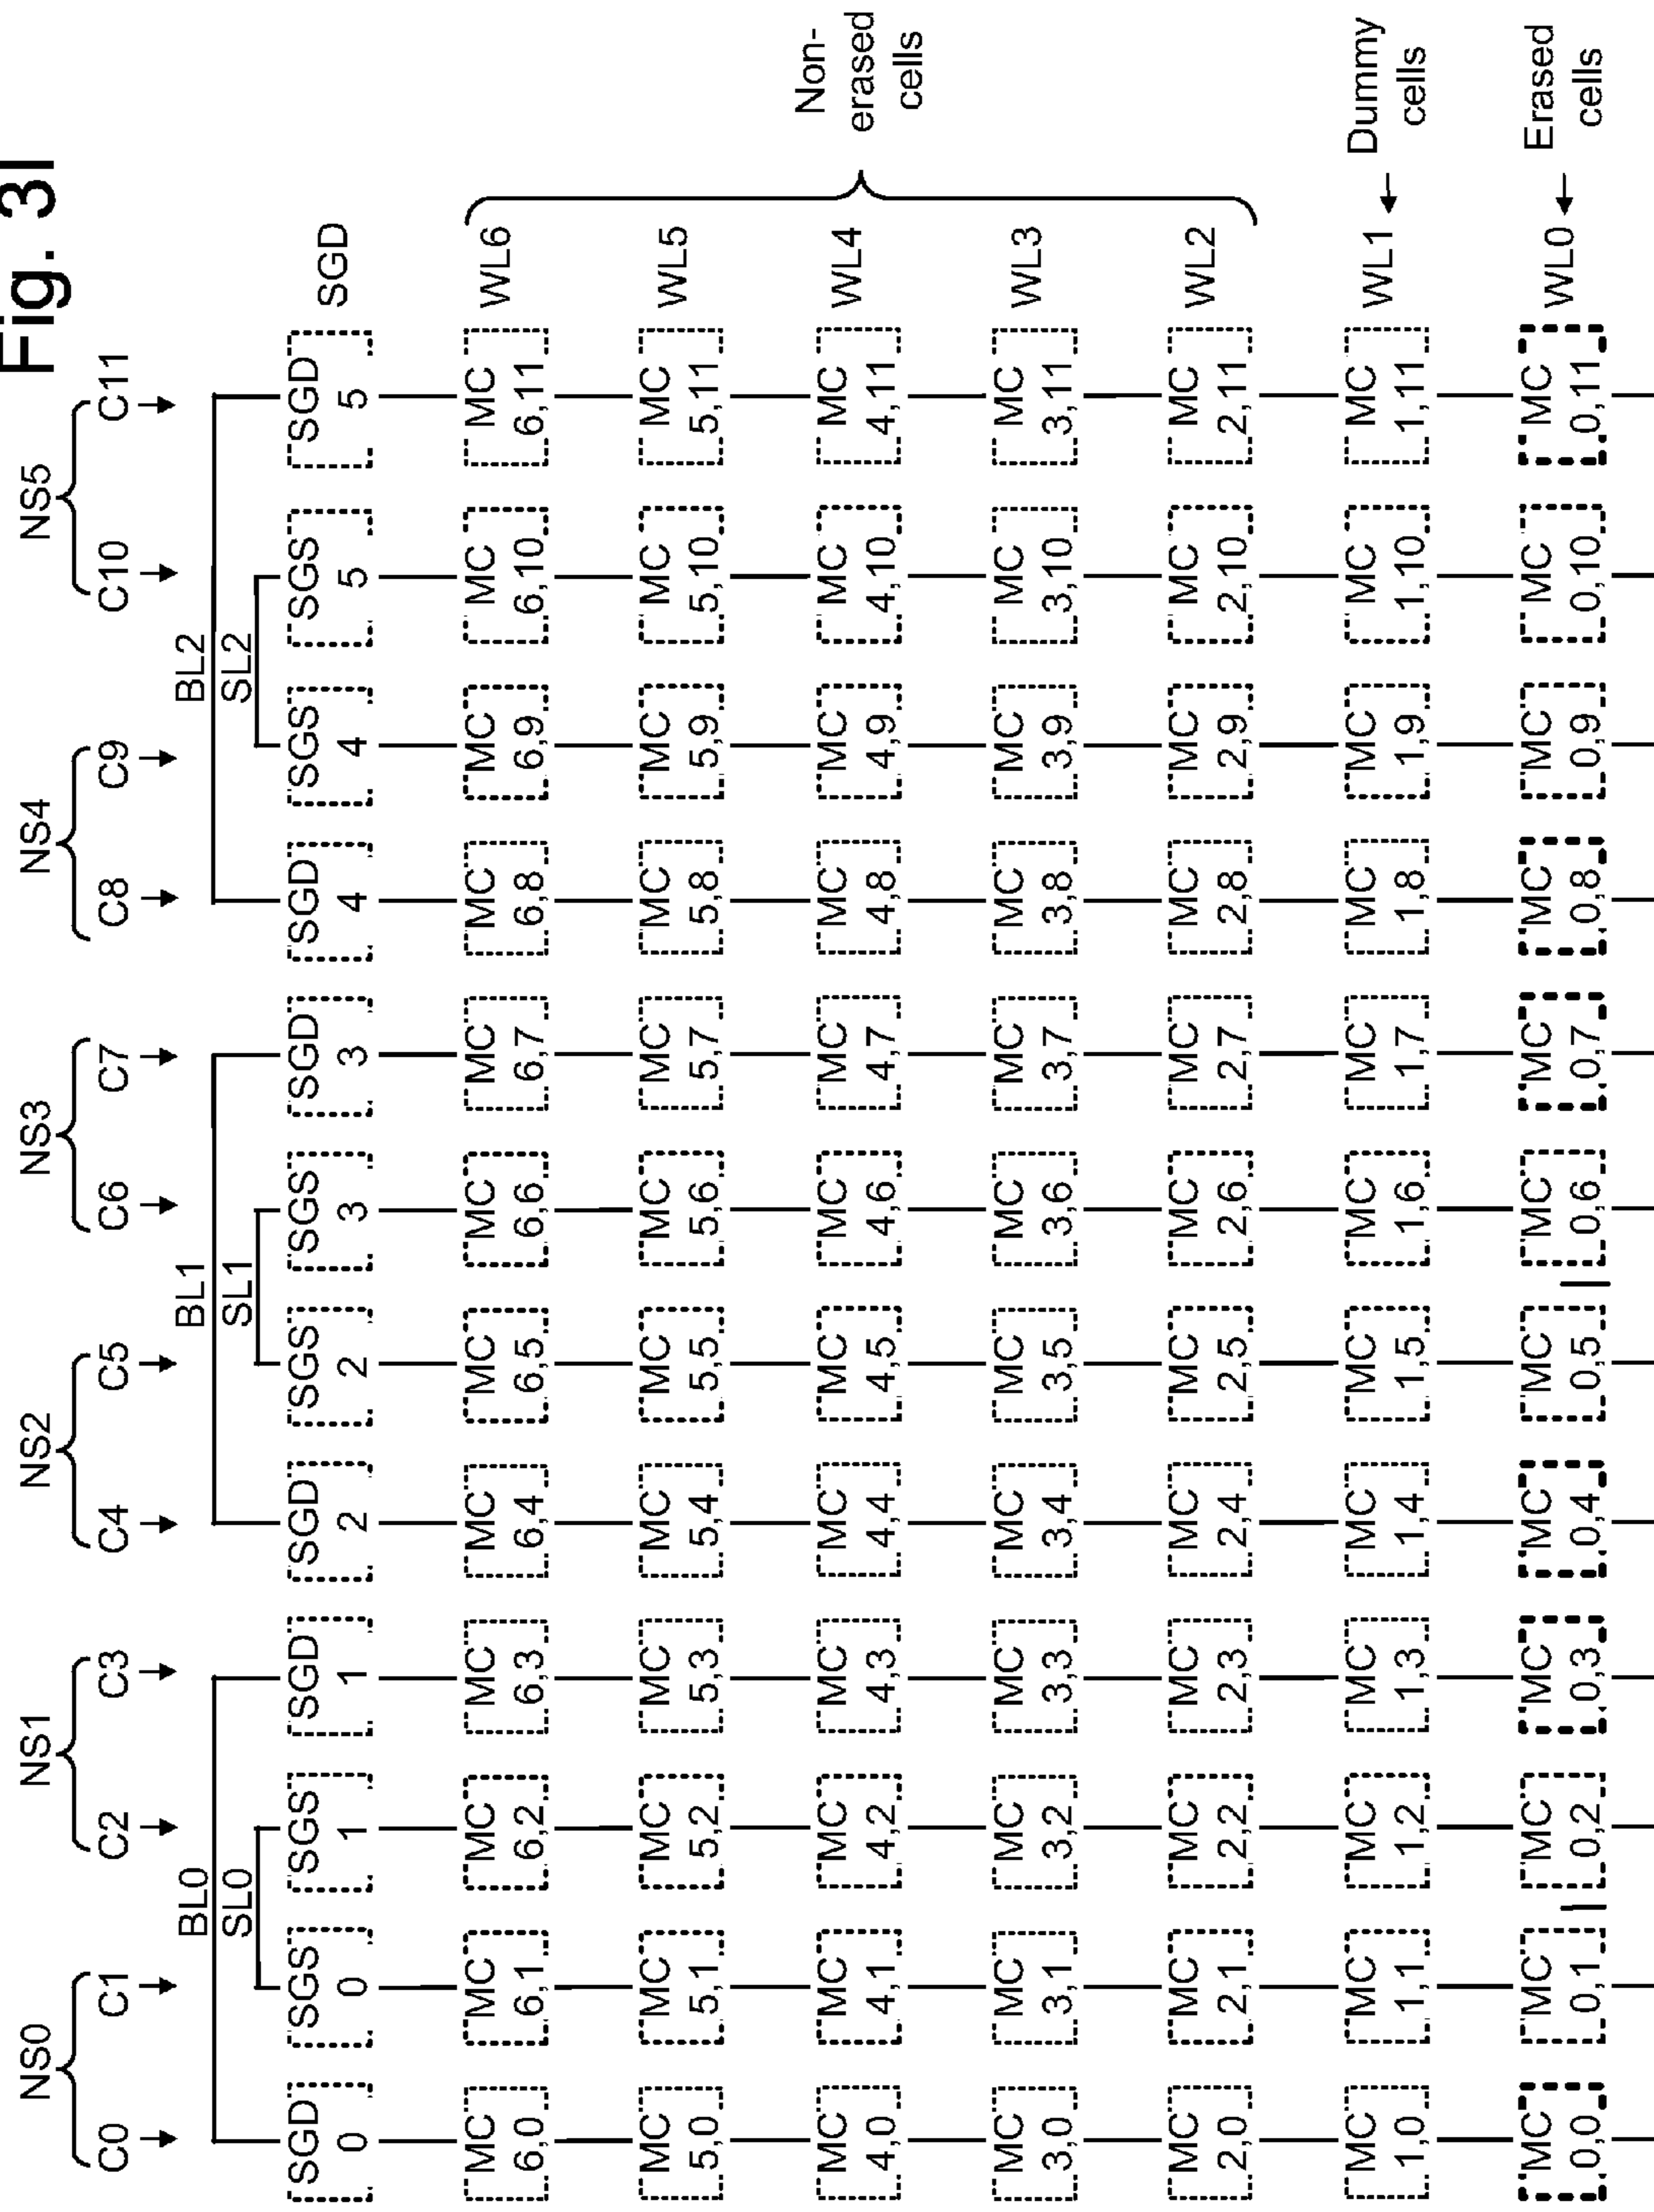 Fig. 3I
NS0 NS1 NS2 NS3 NS4 NS5
C0 C1 C2 C3 C4 C5 C6 C7 C8 C9 C10 C11
BL0 BL1 BL2
SL0 SL1 SL2
SGD SGS SGS SGD SGD SGS SGS SGD SGD SGS SGS SGD SGD
0 0 1 1 2 2 3 3 4 4 5 5
MC MC MC MC MC MC MC MC MC MC MC MC WL6
6,0 6,1 6,2 6,3 6,4 6,5 6,6 6,7 6,8 6,9 6,10 6,11
MC MC MC MC MC MC MC MC MC MC MC MC WL5
5,0 5,1 5,2 5,3 5,4 5,5 5,6 5,7 5,8 5,9 5,10 5,11
Non-
erased
cells
MC MC MC MC MC MC MC MC MC MC MC MC WL4
4,0 4,1 4,2 4,3 4,4 4,5 4,6 4,7 4,8 4,9 4,10 4,11
MC MC MC MC MC MC MC MC MC MC MC MC WL3
3,0 3,1 3,2 3,3 3,4 3,5 3,6 3,7 3,8 3,9 3,10 3,11
MC MC MC MC MC MC MC MC MC MC MC MC WL2
2,0 2,1 2,2 2,3 2,4 2,5 2,6 2,7 2,8 2,9 2,10 2,11
MC MC MC MC MC MC MC MC MC MC MC MC WL1 Dummy
1,0 1,1 1,2 1,3 1,4 1,5 1,6 1,7 1,8 1,9 1,10 1,11 cells
MC MC MC MC MC MC MC MC MC MC MC MC WL0 Erased
0,0 0,1 0,2 0,3 0,4 0,5 0,6 0,7 0,8 0,9 0,10 0,11 cells